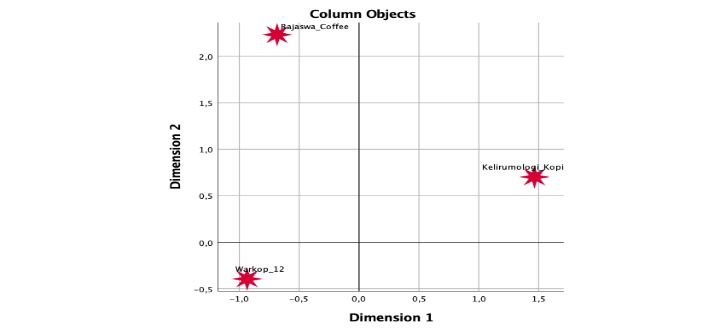 Column Objects
Rajaswa_Coffee
2,0
1,5
1,0
Kelirumologi_Kopi
0,5
0,0
Warkop_12
-0,5
-1,0 -0,5 0,0 0,5 1,0 1,5
Dimension 1
Dimension 2